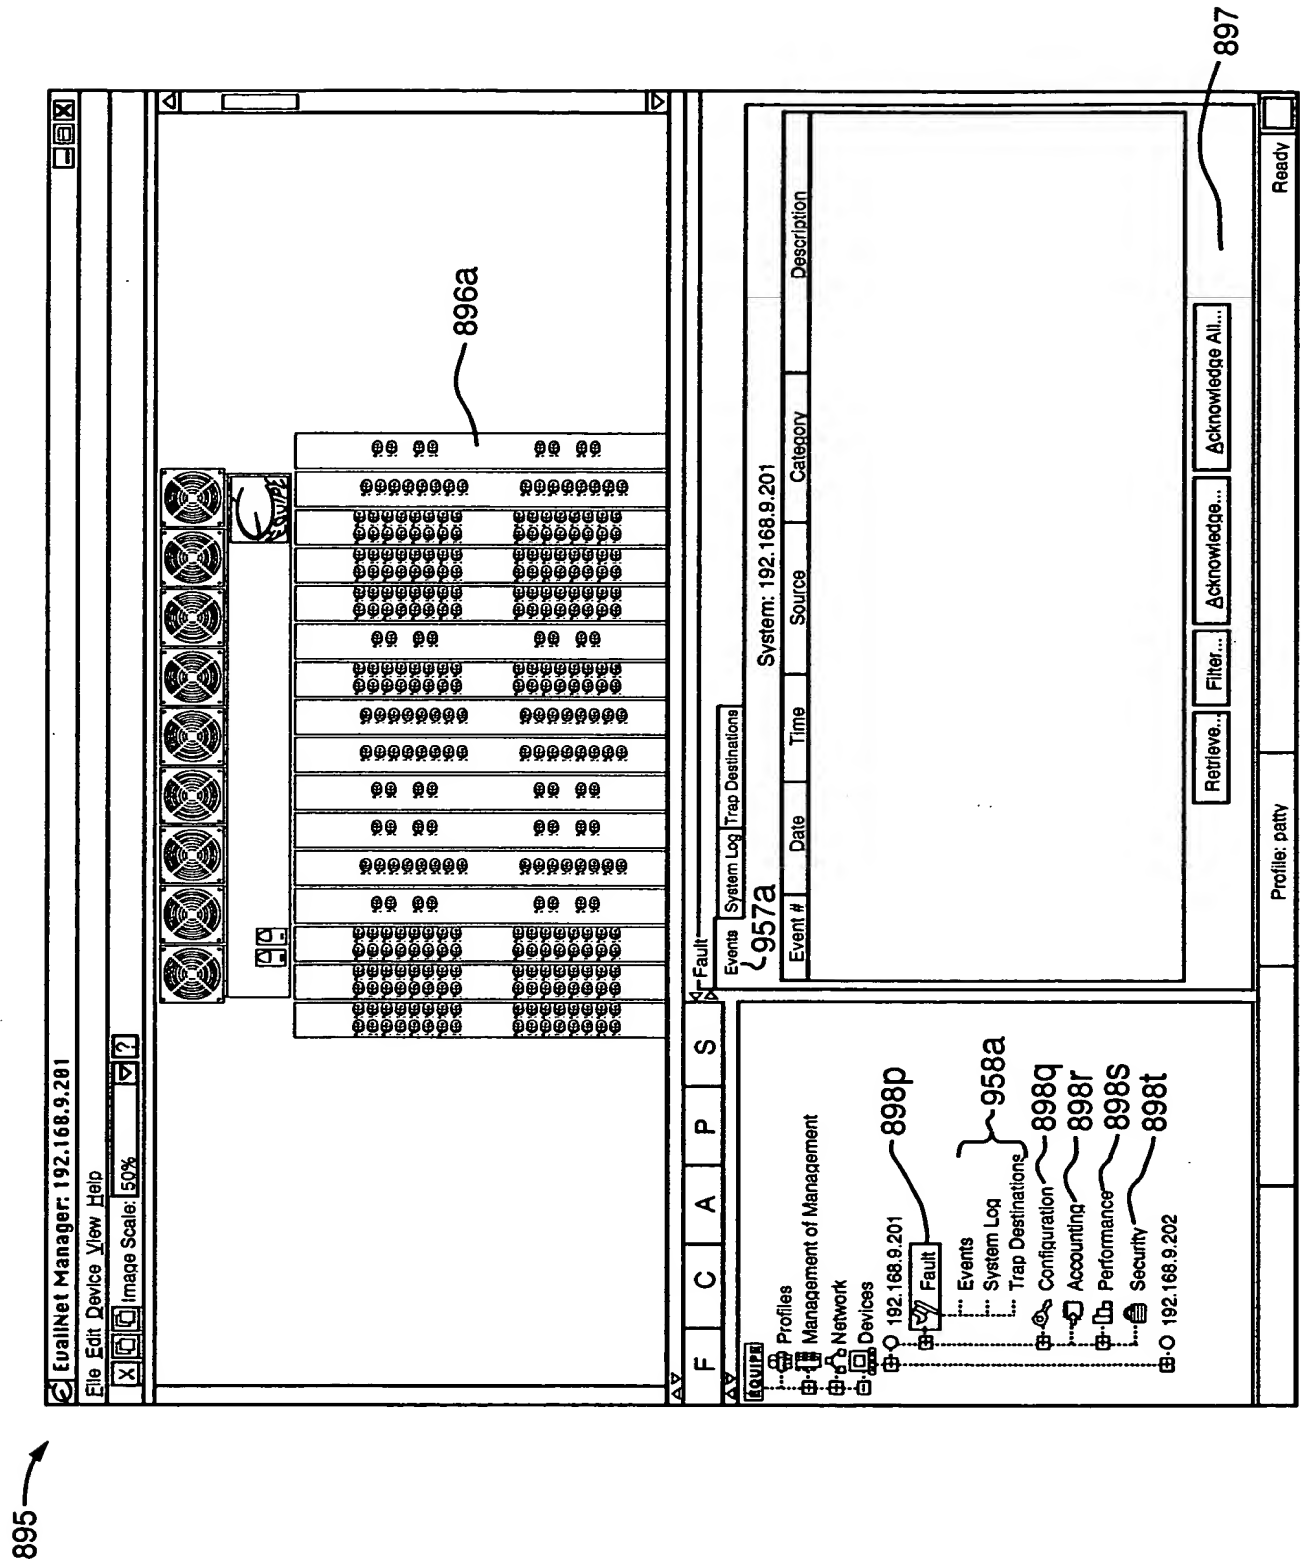 895
EvailNet Manager: 192.168.9.201
File Edit Device View Help
X Image Scale: 50% ?
896a
F C A P S
EQUIPE
Profiles
Management of Management
Network
Devices
192.168.9.201
Fault
898p
Events
System Log
Trap Destinations
958a
Configuration
898q
Accounting
898r
Performance
898s
Security
898t
192.168.9.202
Fault
Events System Log Trap Destinations
957a
System: 192.168.9.201
Event # Date Time Source Category Description
Retrieve... Filter... Acknowledge... Acknowledge All...
897
Profile: patty
Ready